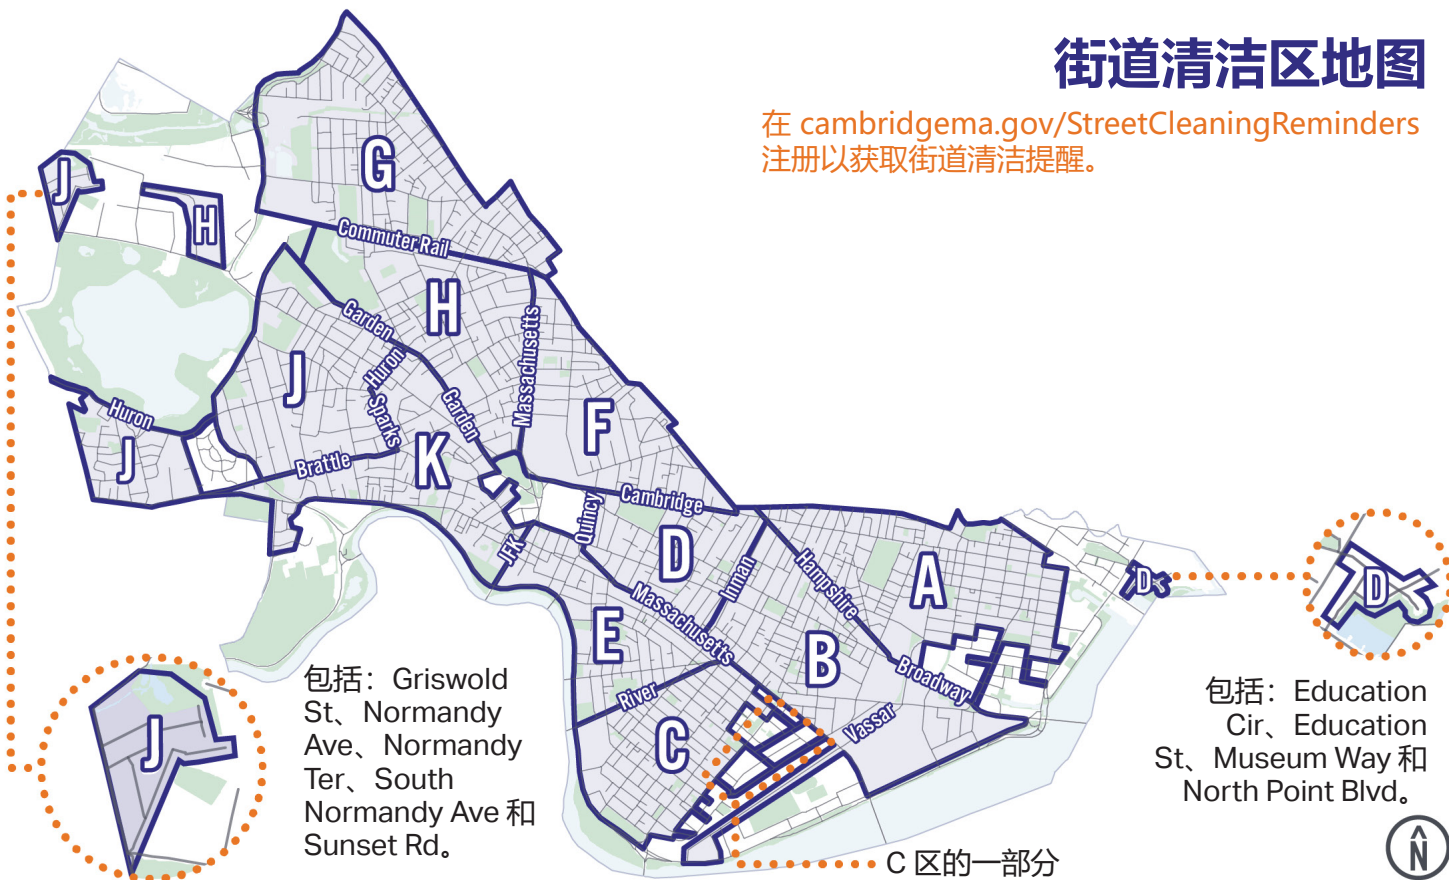 街道清洁区地图
在 cambridgema.gov/StreetCleaningReminders
注册以获取街道清洁提醒。
G
J
H
Commuter Rail
H
Garden
Massachusetts
Huron
J
Garden
Sparks
F
Huron
J
K
Brattle
Cambridge
Quincy
JFK
D
Inman
Hampshire
A
D
D
Massachusetts
E
B
Broadway
River
Vassar
C
J
包括：Griswold
St、Normandy
Ave、Normandy
Ter、South
Normandy Ave 和
Sunset Rd。
包括：Education
Cir、Education
St、Museum Way 和
North Point Blvd。
C 区的一部分
N